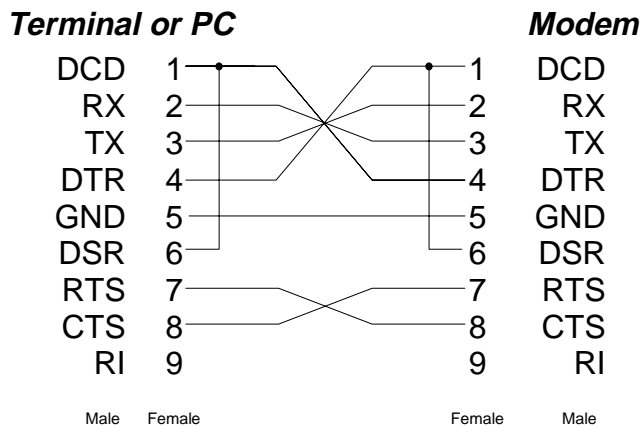 Terminal or PC Modem
DCD 1 1 DCD
RX 2 2 RX
TX 3 3 TX
DTR 4 4 DTR
GND 5 5 GND
DSR 6 6 DSR
RTS 7 7 RTS
CTS 8 8 CTS
RI 9 9 RI
Male Female Female Male